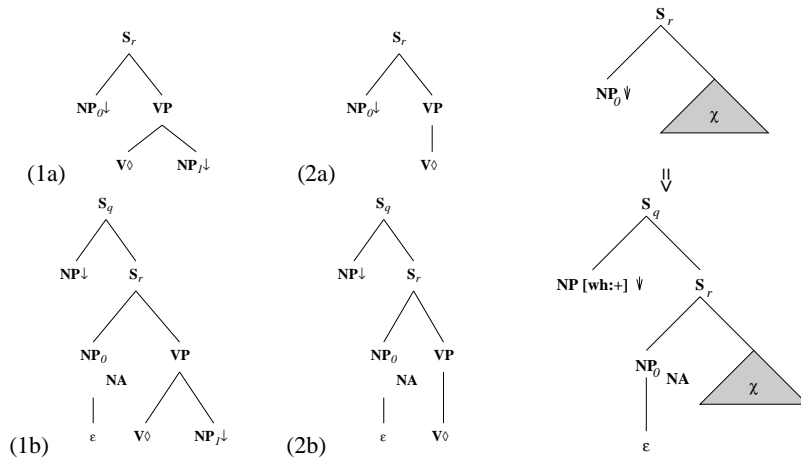 S_r
NP_0↓ VP
V◊ NP_1↓
(1a)
S_r
NP_0↓ VP
V◊
(2a)
S_r
NP_0↓
χ
=>
S_q
NP↓ S_r
NP_0 VP
NA
ε V◊ NP_1↓
(1b)
S_q
NP↓ S_r
NP_0 VP
NA
ε V◊
(2b)
S_q
NP [wh:+] ↓ S_r
NP_0 NA
χ
ε